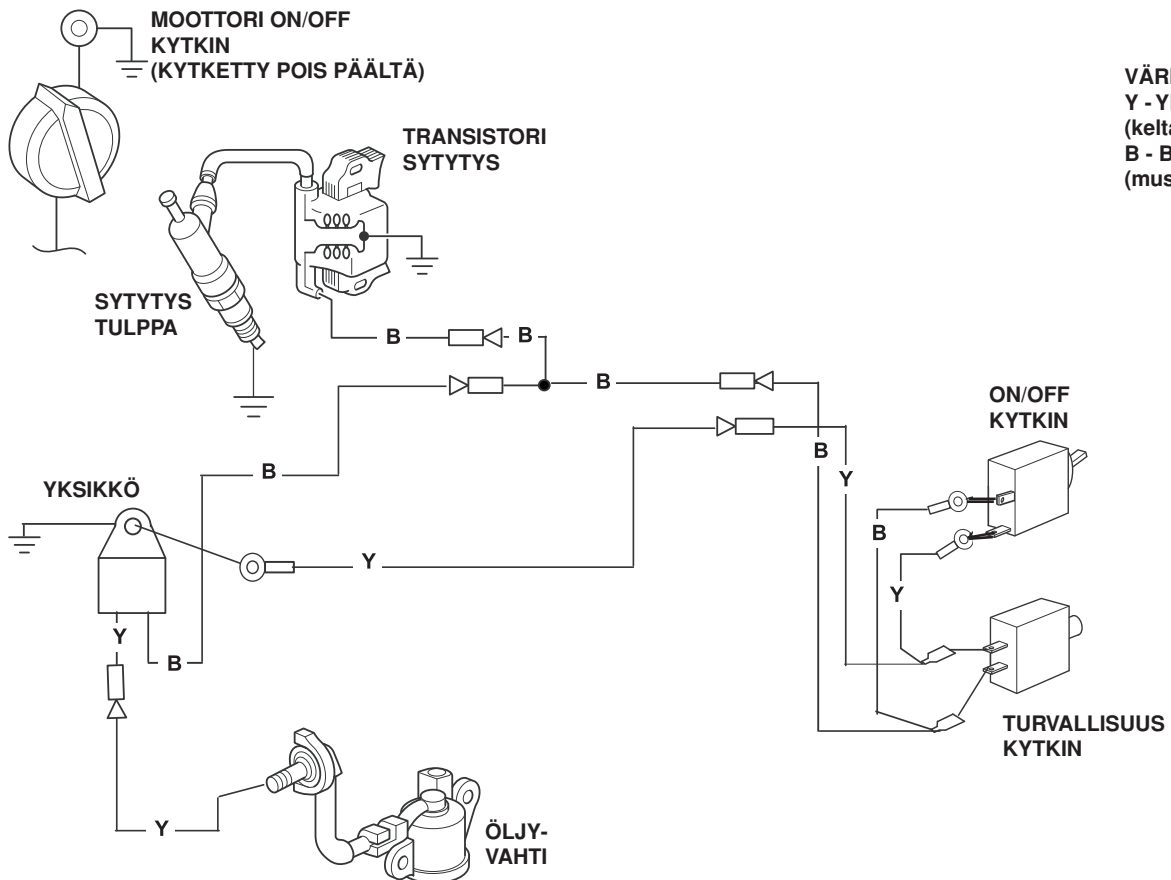 MOOTTORI ON/OFF
KYTKIN
(KYTKETTY POIS PÄÄLTÄ)
TRANSISTORI
SYTYTYS
SYTYTYS
TULPPA
B
B
B
B
B
Y
ON/OFF
KYTKIN
YKSIKKÖ
Y
B
Y
Y
B
TURVALLISUUS
KYTKIN
Y
ÖLJY-
VAHTI
Y -
B -